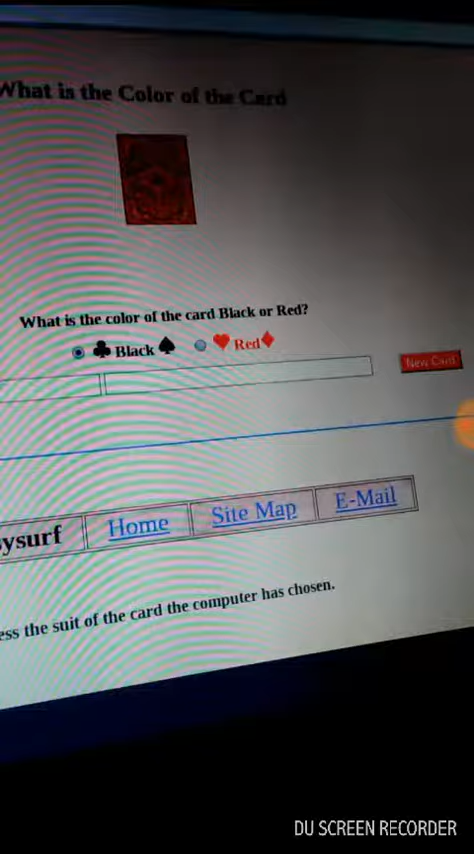 What is the Color of the Card
What is the color of the card Black or Red?
Black Red
New Card
ysurf Home Site Map E-Mail
ess the suit of the card the computer has chosen.
DU SCREEN RECORDER